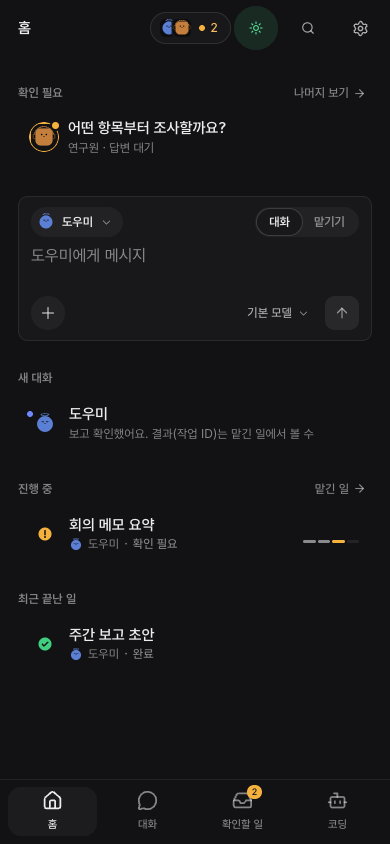 홈
2
확인 필요
나머지 보기 →
어떤 항목부터 조사할까요?
연구원 · 답변 대기
도우미
대화
맡기기
도우미에게 메시지
기본 모델
새 대화
도우미
보고 확인했어요. 결과(작업 ID)는 맡긴 일에서 볼 수
진행 중
맡긴 일 →
회의 메모 요약
도우미 · 확인 필요
최근 끝난 일
주간 보고 초안
도우미 · 완료
2
홈
대화
확인할 일
코딩